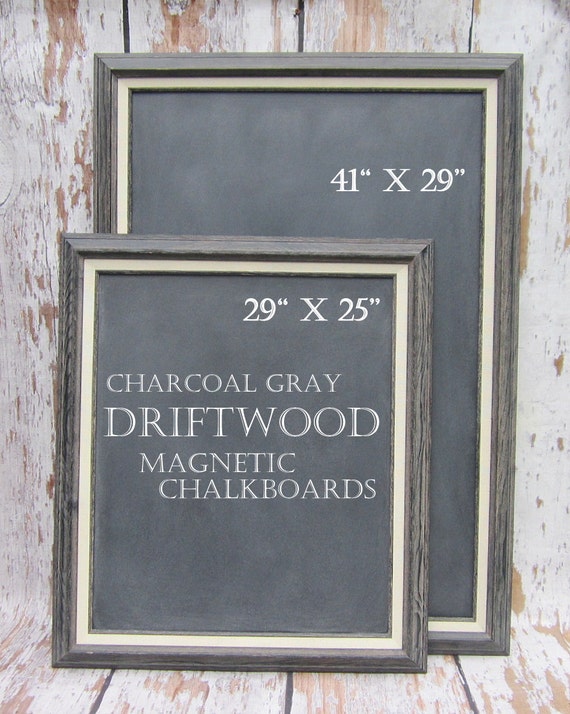 41“ X 29”
29“ X 25”
CHARCOAL GRAY
DRIFTWOOD
MAGNETIC
CHALKBOARDS